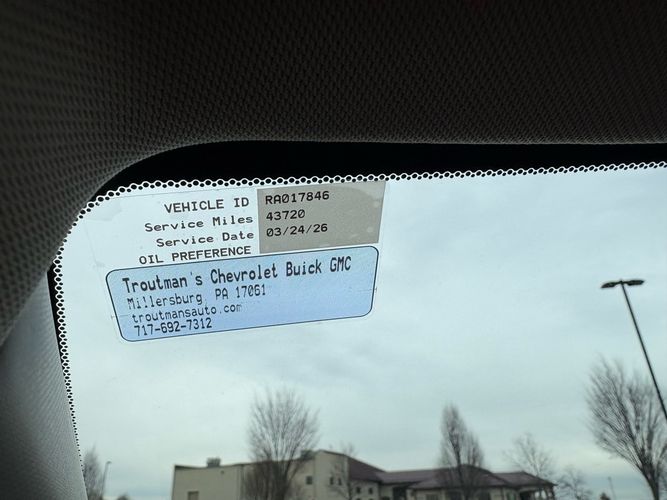 VEHICLE ID RA017846
Service Miles 43720
Service Date 03/24/26
OIL PREFERENCE
Troutman's Chevrolet Buick GMC
Millersburg, PA 17061
troutmansauto.com
717-692-7312